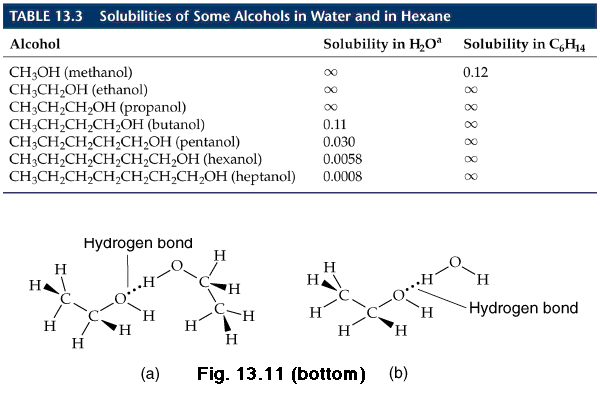 TABLE 13.3 Solubilities of Some Alcohols in Water and in Hexane
Alcohol Solubility in H₂Oᵃ Solubility in C₆H₁₄
CH₃OH (methanol) ∞ 0.12
CH₃CH₂OH (ethanol) ∞ ∞
CH₃CH₂CH₂OH (propanol) ∞ ∞
CH₃CH₂CH₂CH₂OH (butanol) 0.11 ∞
CH₃CH₂CH₂CH₂CH₂OH (pentanol) 0.030 ∞
CH₃CH₂CH₂CH₂CH₂CH₂OH (hexanol) 0.0058 ∞
CH₃CH₂CH₂CH₂CH₂CH₂CH₂OH (heptanol) 0.0008 ∞
Hydrogen bond
H H O H C H H C O H C H H C H H H C H H
H H C O H O H H C H H H
Hydrogen bond
(a) Fig. 13.11 (bottom) (b)